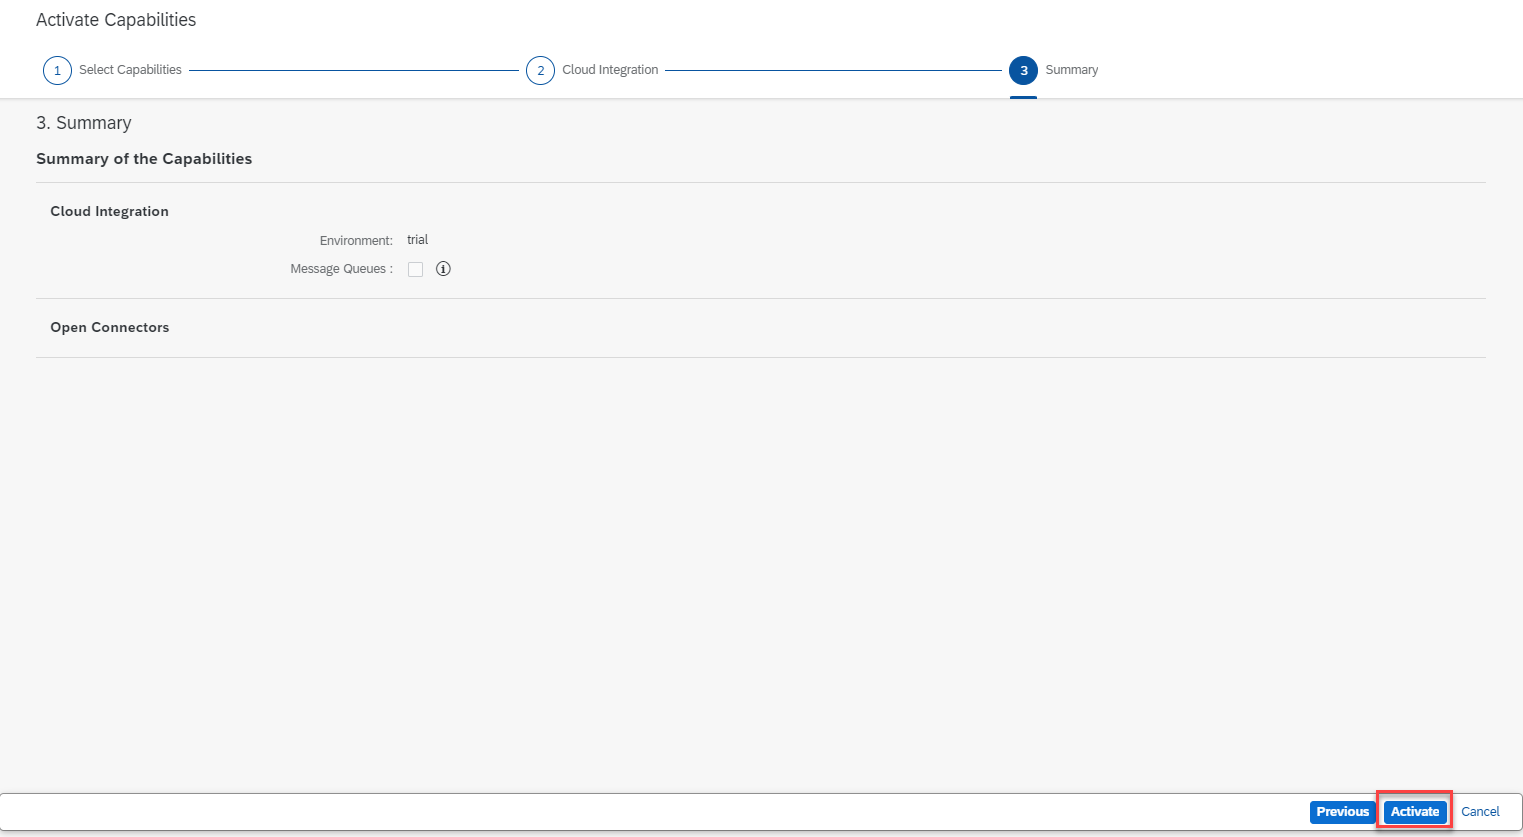 Activate Capabilities
1 Select Capabilities 2 Cloud Integration 3 Summary
3. Summary
Summary of the Capabilities
Cloud Integration
Environment: trial
Message Queues :
Open Connectors
Previous Activate Cancel